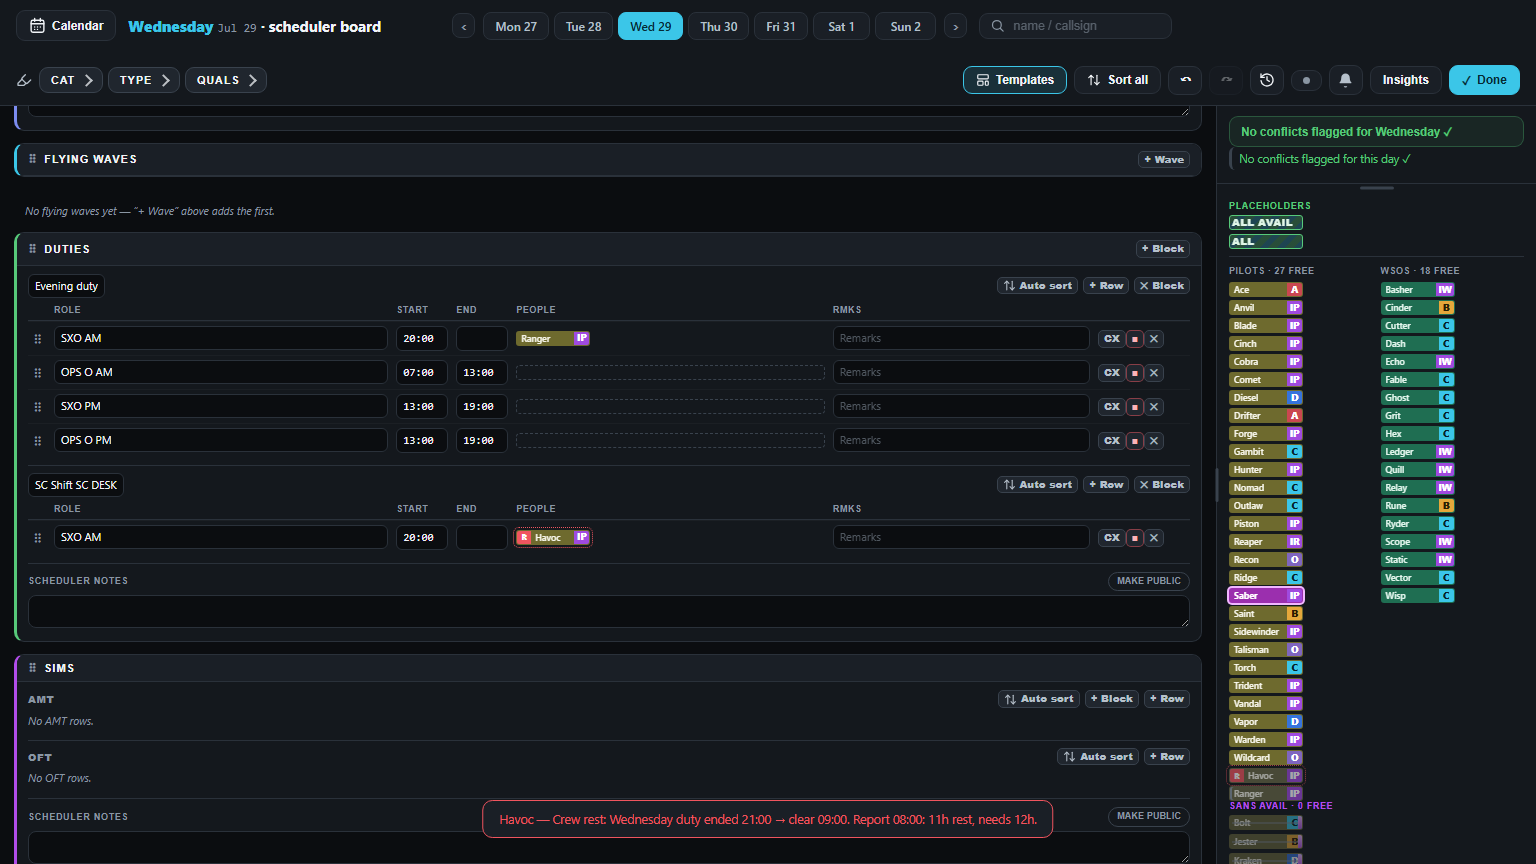 Calendar
Wednesday Jul 29 · scheduler board
‹ Mon 27 Tue 28 Wed 29 Thu 30 Fri 31 Sat 1 Sun 2 ›
name / callsign
CAT TYPE QUALS
Templates Sort all Insights ✓ Done
FLYING WAVES
+ Wave
No flying waves yet — "+ Wave" above adds the first.
DUTIES
+ Block
Evening duty
Auto sort + Row ✕ Block
ROLE START END PEOPLE RMKS
SXO AM 20:00 Ranger IP Remarks CX ✕
OPS O AM 07:00 13:00 Remarks CX ✕
SXO PM 13:00 19:00 Remarks CX ✕
OPS O PM 13:00 19:00 Remarks CX ✕
SC Shift SC DESK
Auto sort + Row ✕ Block
ROLE START END PEOPLE RMKS
SXO AM 20:00 R Havoc IP Remarks CX ✕
SCHEDULER NOTES
MAKE PUBLIC
SIMS
AMT
Auto sort + Block + Row
No AMT rows.
OFT
Auto sort + Row
No OFT rows.
SCHEDULER NOTES
MAKE PUBLIC
Havoc — Crew rest: Wednesday duty ended 21:00 → clear 09:00. Report 08:00: 11h rest, needs 12h.
No conflicts flagged for Wednesday ✓
No conflicts flagged for this day ✓
PLACEHOLDERS
ALL AVAIL
ALL
PILOTS · 27 FREE
Ace A
Anvil IP
Blade IP
Cinch IP
Cobra IP
Comet IP
Diesel D
Drifter A
Forge IP
Gambit C
Hunter IP
Nomad C
Outlaw C
Piston IP
Reaper IR
Recon O
Ridge C
Saber IP
Saint B
Sidewinder IP
Talisman O
Torch C
Trident IP
Vandal IP
Vapor D
Warden IP
Wildcard O
R Havoc IP
Ranger IP
WSOS · 18 FREE
Basher IW
Cinder B
Cutter C
Dash C
Echo IW
Fable C
Ghost C
Grit C
Hex C
Ledger IW
Quill IW
Relay IW
Rune B
Ryder C
Scope IW
Static IW
Vector C
Wisp C
SANS AVAIL · 0 FREE
Bolt C
Jester B
Kraken D